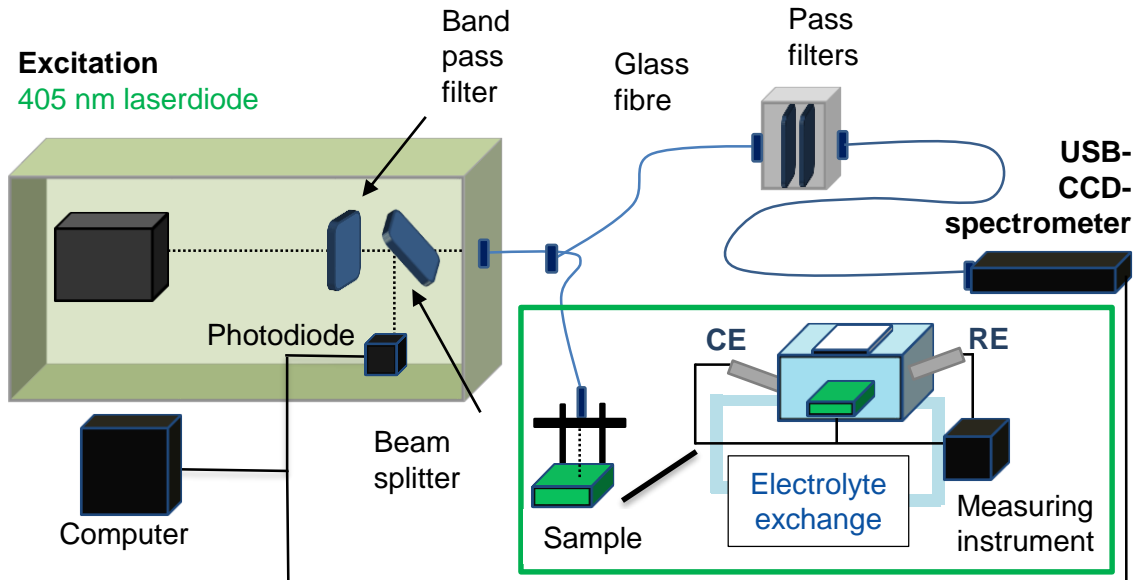 Excitation
405 nm laserdiode
Band
pass
filter
Glass
fibre
Pass
filters
USB-
CCD-
spectrometer
Photodiode
Beam
splitter
Computer
CE
RE
Sample
Electrolyte
exchange
Measuring
instrument